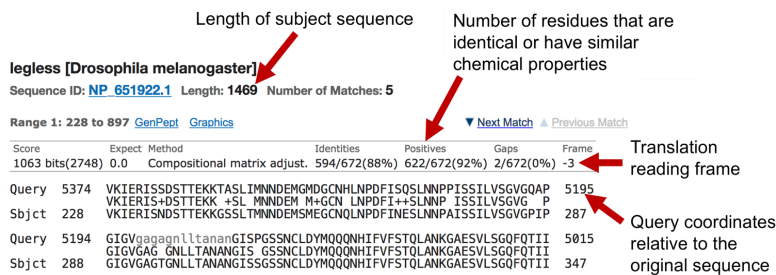 Length of subject sequence
Number of residues that are
identical or have similar
chemical properties
legless [Drosophila melanogaster]
Sequence ID: NP_651922.1 Length: 1469 Number of Matches: 5
Range 1: 228 to 897 GenPept Graphics ▼ Next Match ▲ Previous Match
Score Expect Method Identities Positives Gaps Frame
1063 bits(2748) 0.0 Compositional matrix adjust. 594/672(88%) 622/672(92%) 2/672(0%) -3
Translation
reading frame
Query 5374 VKIERISSDSTTEKKTASLIMNNDEMGMDGCNHLNPDFISQSLNNPPISSILVSGVGQAP 5195
VKIERIS+DSTTEKK +SL MNNDEM M+GCN LNPDFI++SLNNP ISSILVSGVG P
Sbjct 228 VKIERISNDSTTEKKGSSLTMNNDEMSMEGCNQLNPDFINESLNNPAISSILVSGVGPIP 287
Query 5194 GIGVgagagnlltananGISPGSSNCLDYMQQQNHIFVFSTQLANKGAESVLSGQFQTII 5015
GIGVGAG GNLLTANANGIS GSSNCLDYMQQQNHIFVFSTQLANKGAESVLSGQFQTII
Sbjct 288 GIGVGAGTGNLLTANANGISSGSSNCLDYMQQQNHIFVFSTQLANKGAESVLSGQFQTII 347
Query coordinates
relative to the
original sequence